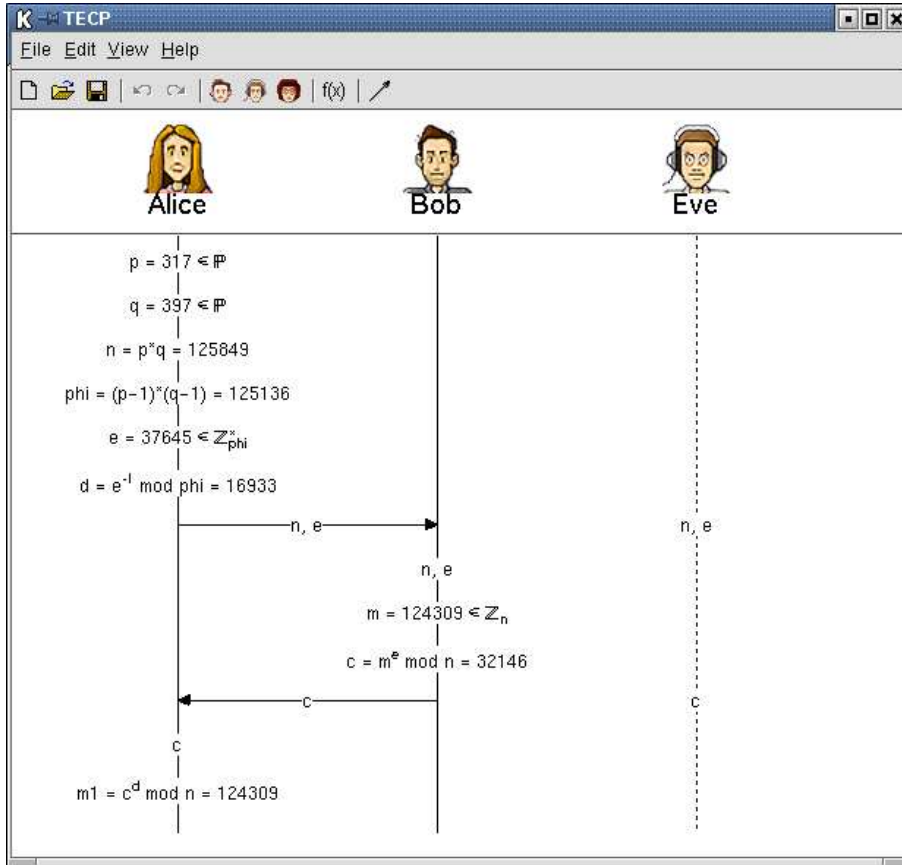 TECP
File Edit View Help
f(x)
Alice Bob Eve
p = 317 ∈ ℙ
q = 397 ∈ ℙ
n = p*q = 125849
phi = (p-1)*(q-1) = 125136
e = 37645 ∈ ℤ*phi
d = e^-1 mod phi = 16933
n, e n, e
n, e
m = 124309 ∈ ℤn
c = m^e mod n = 32146
c c
c
m1 = c^d mod n = 124309